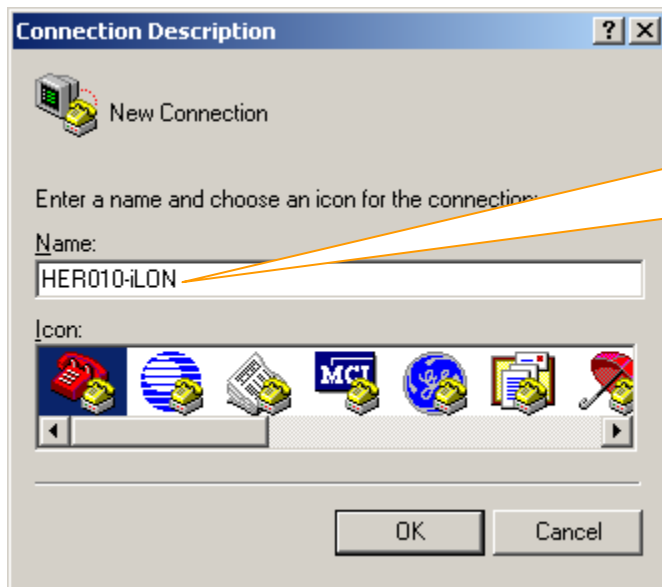 Connection Description
New Connection
Enter a name and choose an icon for the connection:
Name:
HER010-iLON
Icon:
MCI
OK Cancel